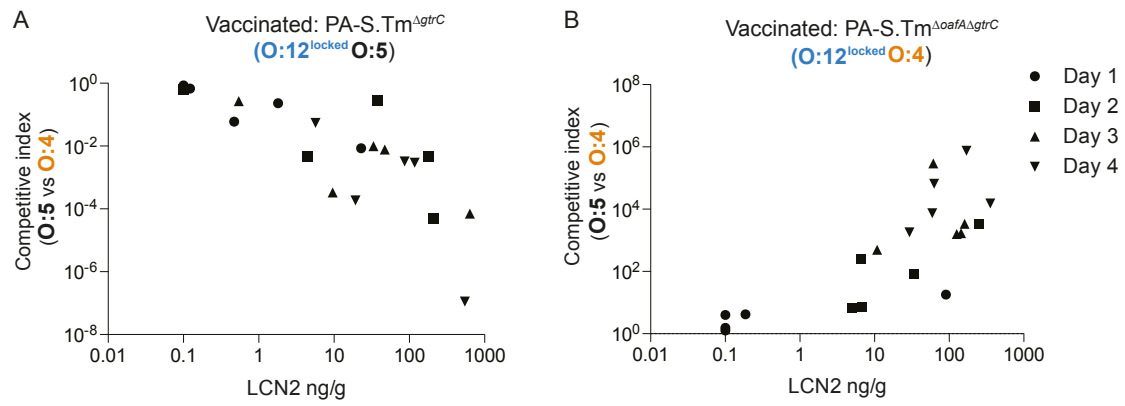 A
Vaccinated: PA-S.Tm^ΔgtrC
(O:12^locked O:5)
Competitive index
(O:5 vs O:4)
10^0
10^-2
10^-4
10^-6
10^-8
0.01 0.1 1 10 100 1000
LCN2 ng/g
B
Vaccinated: PA-S.Tm^ΔoafAΔgtrC
(O:12^locked O:4)
Competitive index
(O:5 vs O:4)
10^8
10^6
10^4
10^2
10^0
0.01 0.1 1 10 100 1000
LCN2 ng/g
Day 1
Day 2
Day 3
Day 4